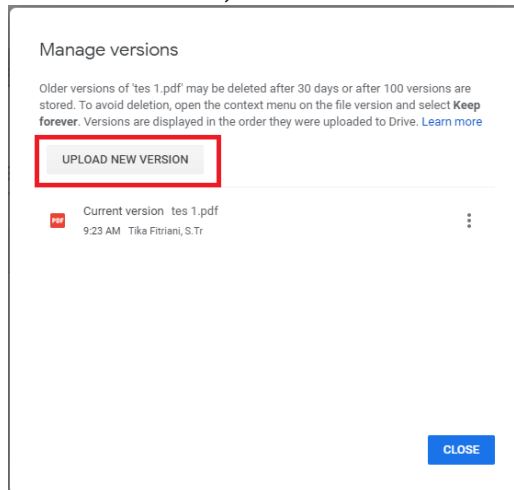 Manage versions
Older versions of 'tes 1.pdf' may be deleted after 30 days or after 100 versions are
stored. To avoid deletion, open the context menu on the file version and select Keep
forever. Versions are displayed in the order they were uploaded to Drive. Learn more
UPLOAD NEW VERSION
PDF
Current version tes 1.pdf
9:23 AM Tika Fitriani, S.Tr
CLOSE